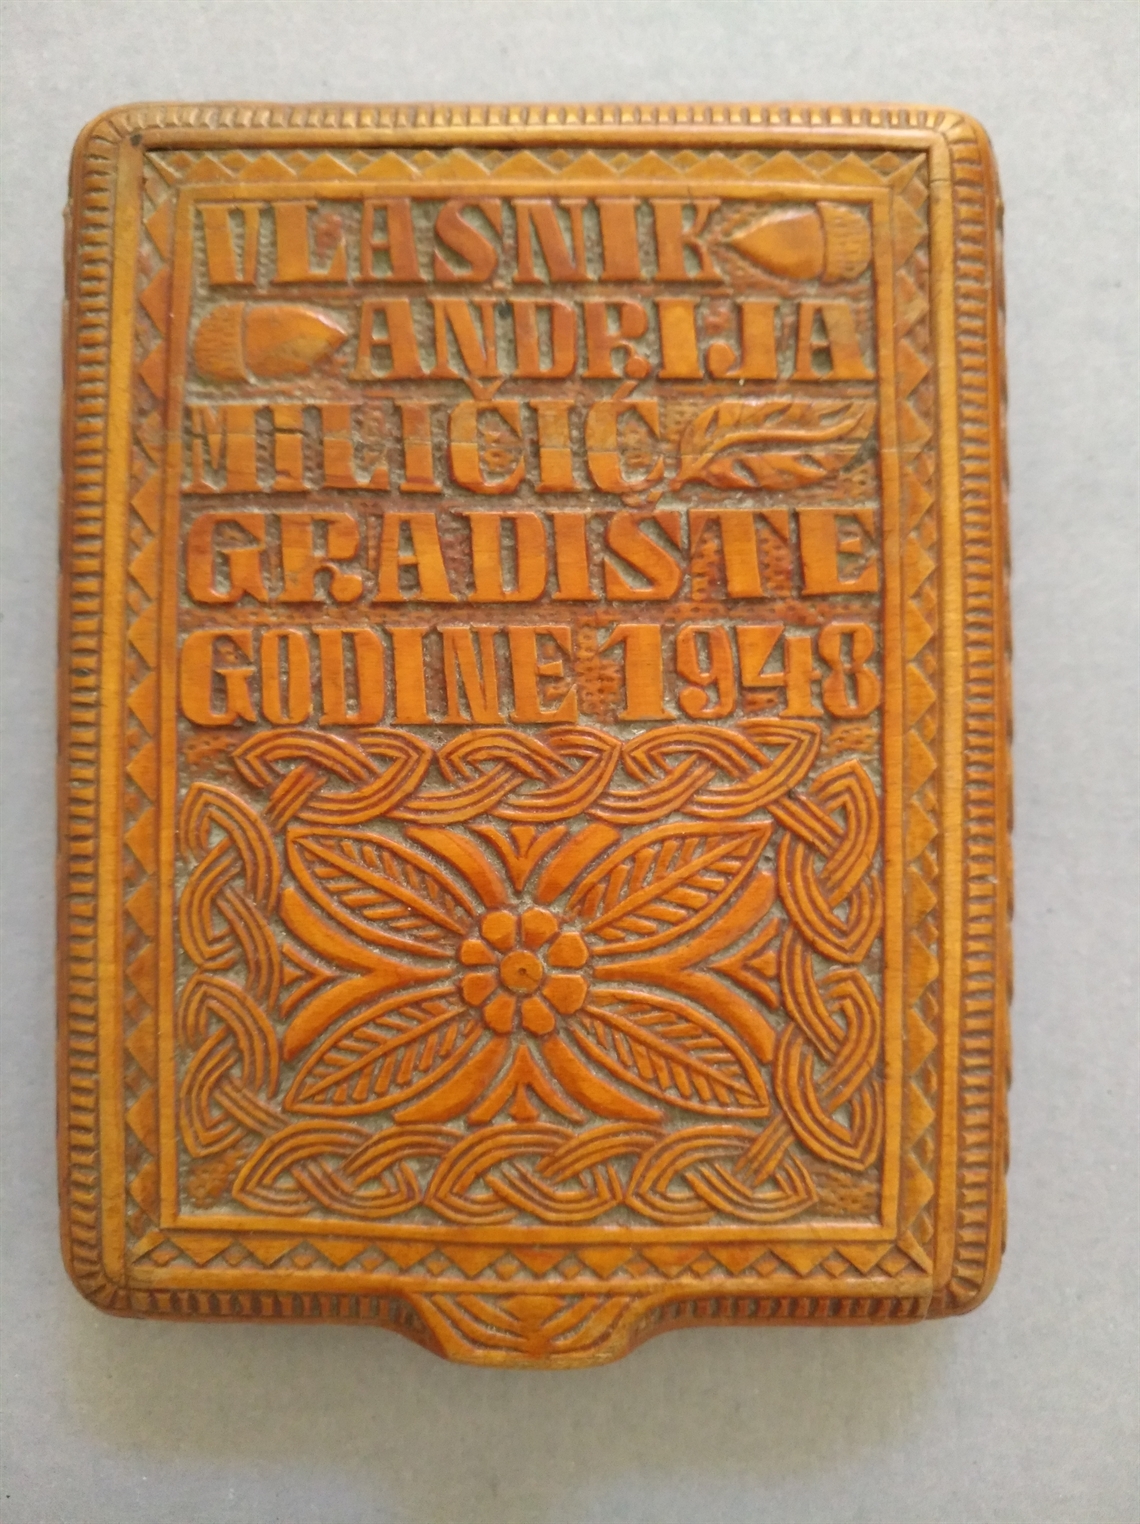 VLASNIK
ANDRIJA
MILIČIĆ
GRADIŠTE
GODINE 1948